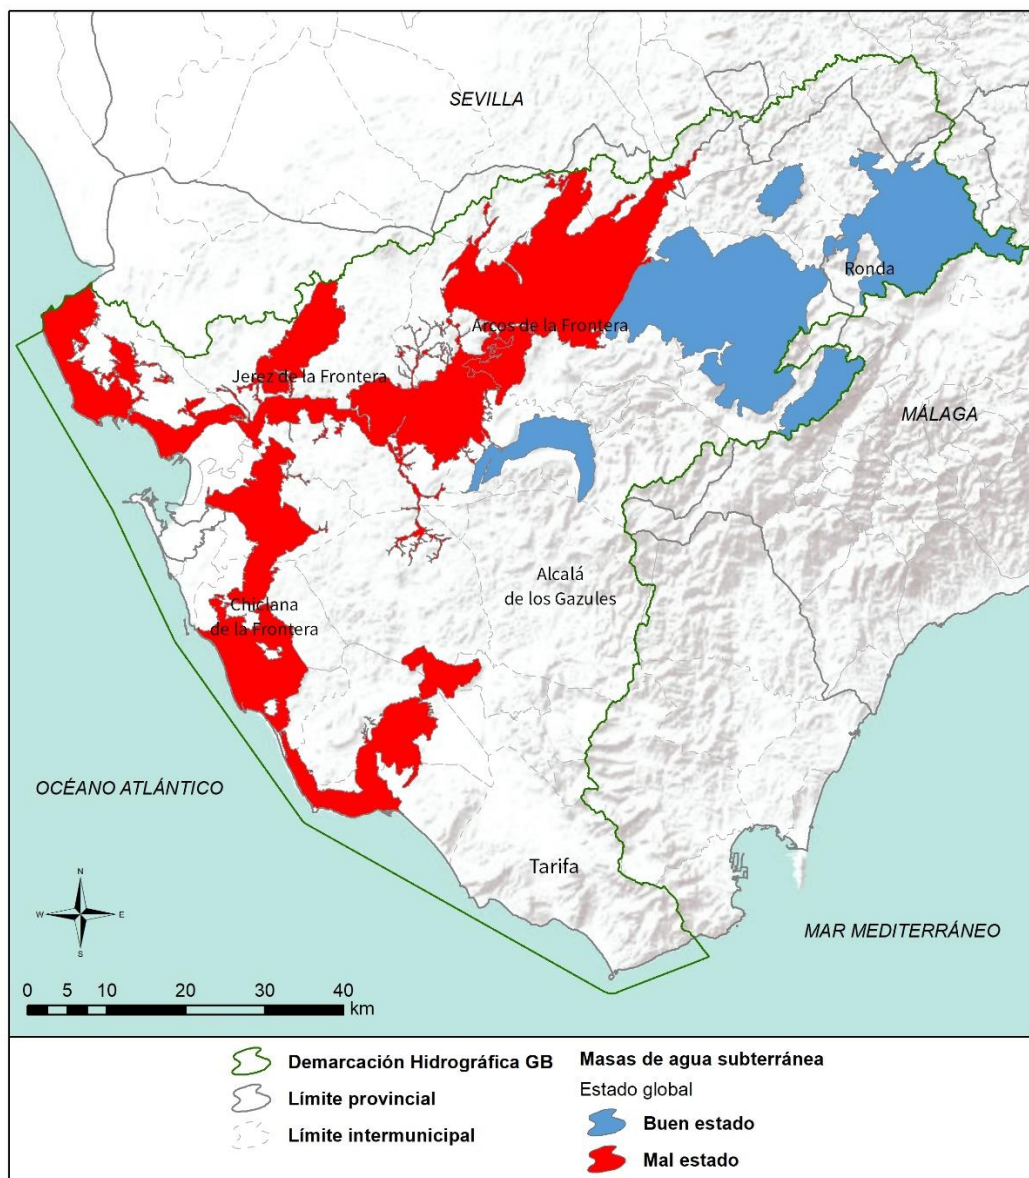 SEVILLA
Ronda
Arcos de la Frontera
Jerez de la Frontera
MÁLAGA
Alcalá
de los Gazules
Chiclana
de la Frontera
OCÉANO ATLÁNTICO
Tarifa
N
W E
S
MAR MEDITERRÁNEO
0 5 10 20 30 40
km
Demarcación Hidrográfica GB
Límite provincial
Límite intermunicipal
Masas de agua subterránea
Estado global
Buen estado
Mal estado